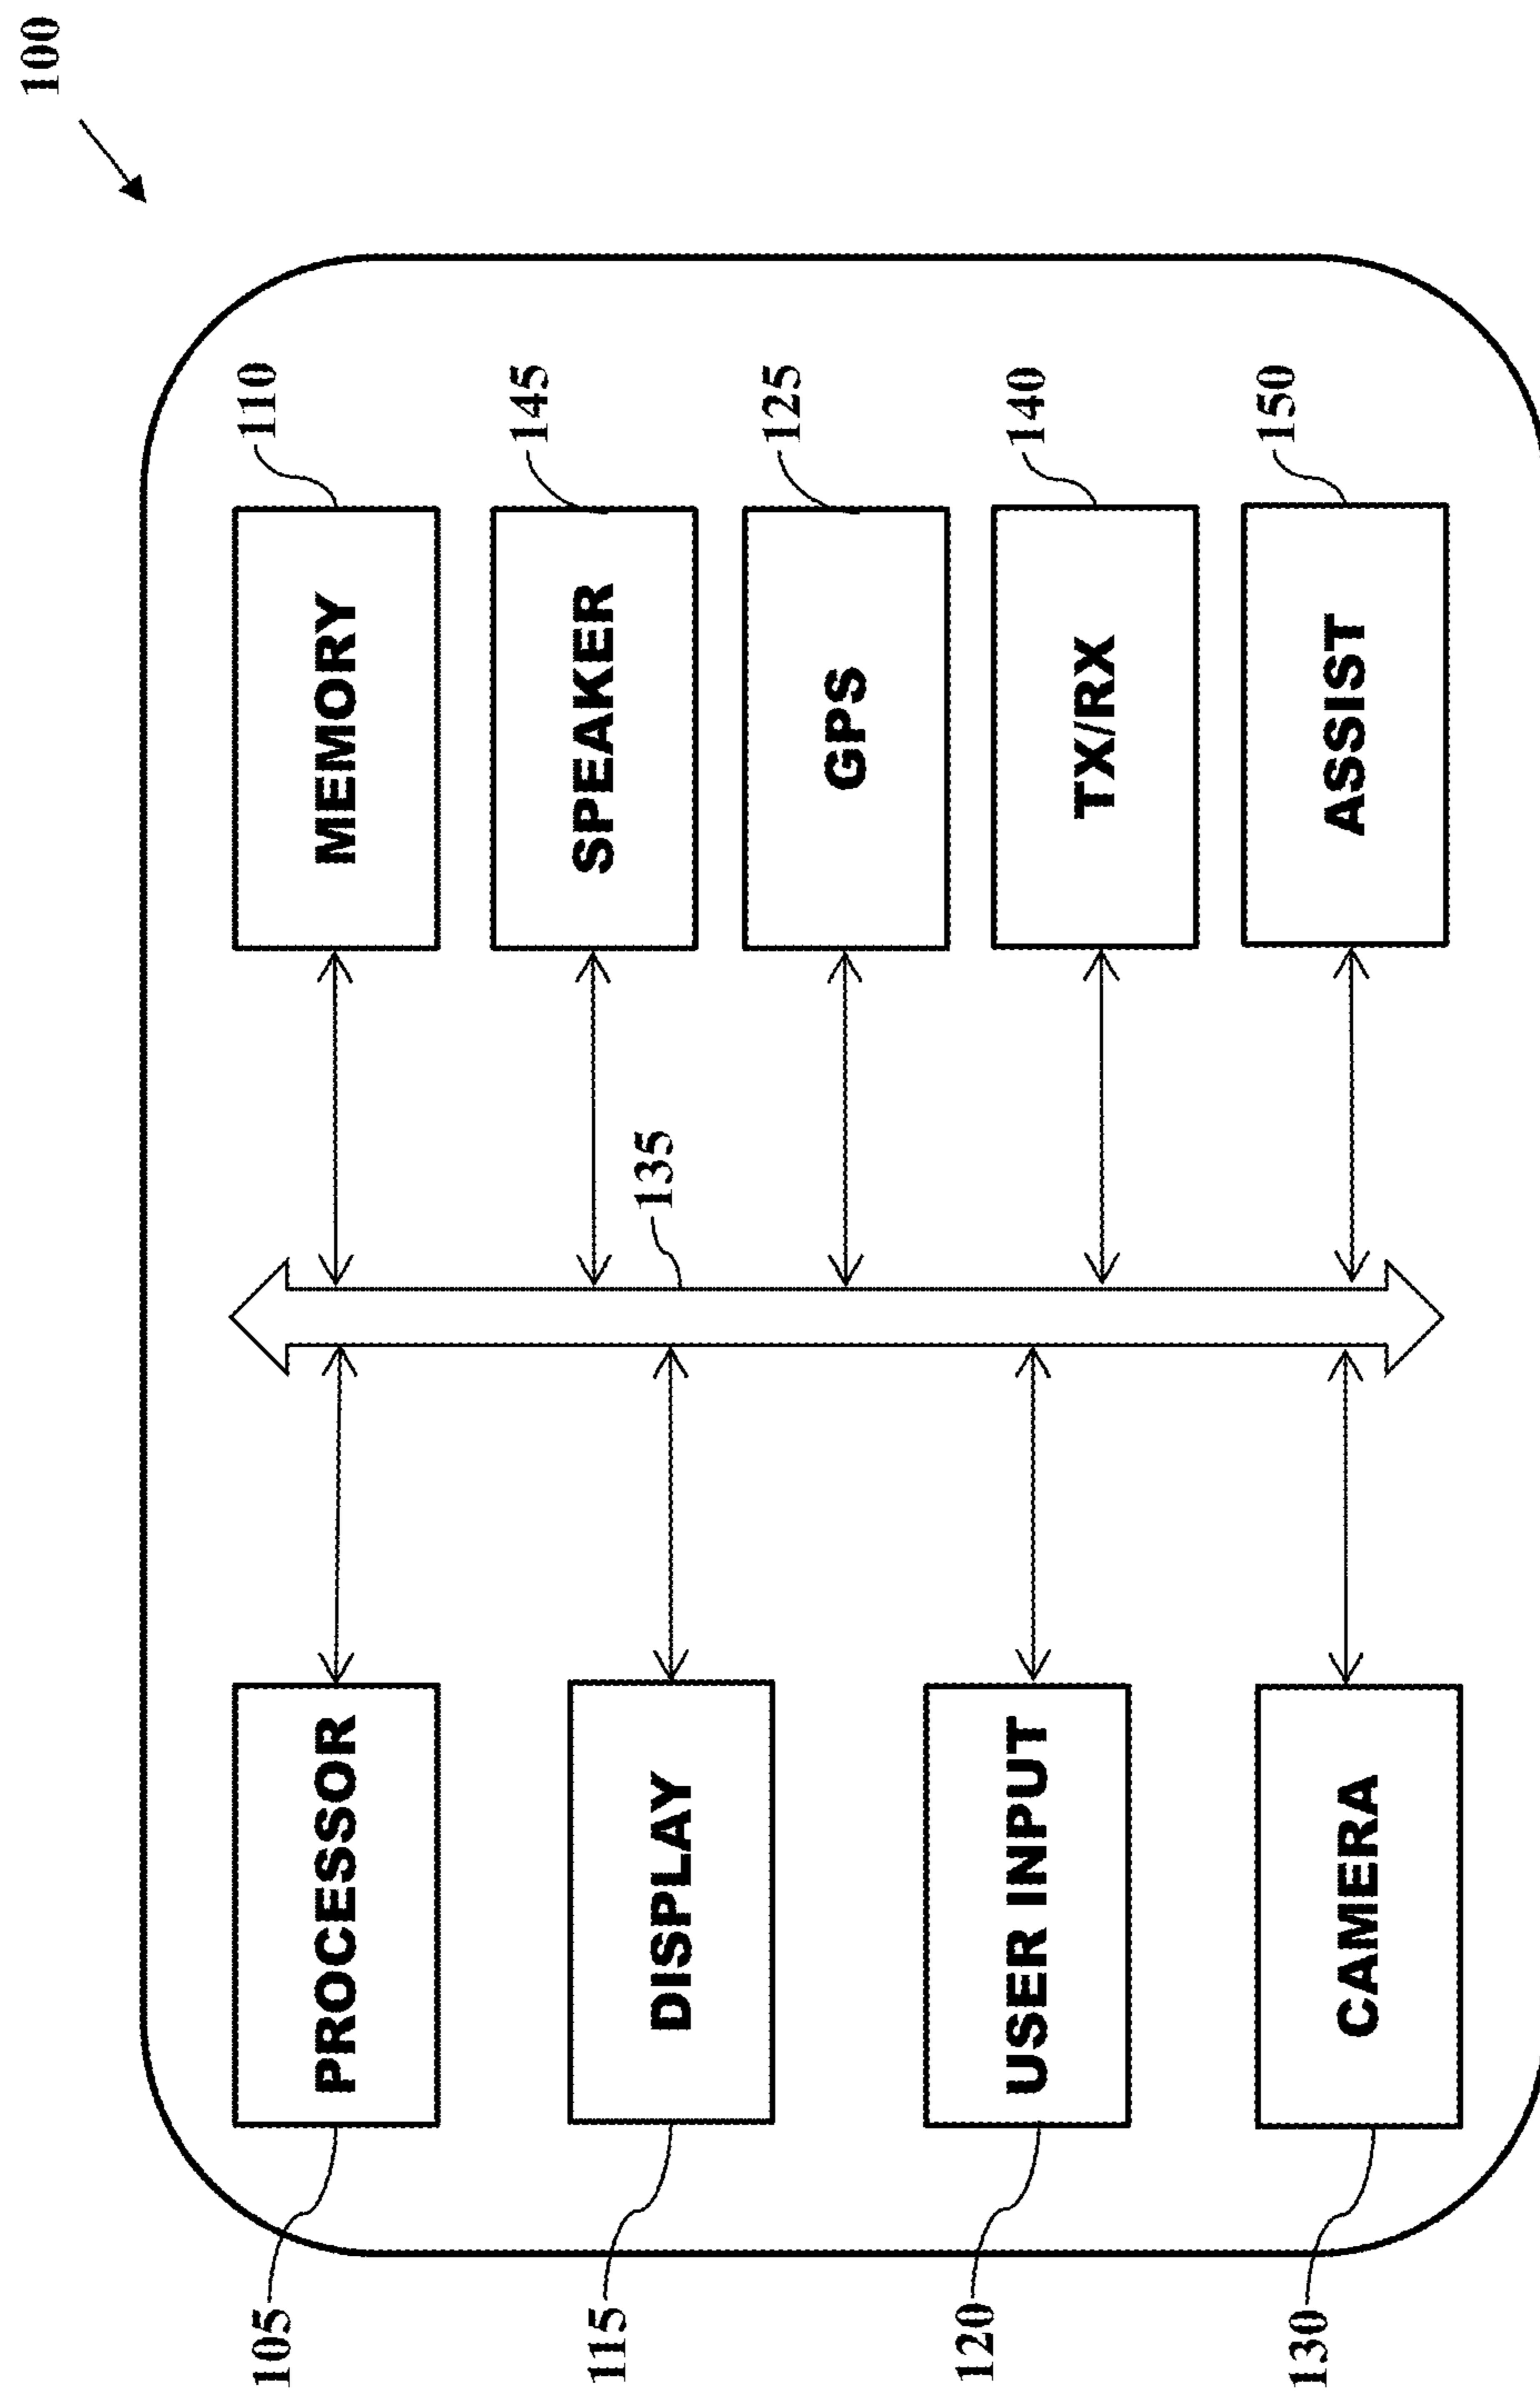 100
105
PROCESSOR
MEMORY
110
SPEAKER
145
115
DISPLAY
135
GPS
125
120
USER INPUT
TX/RX
140
130
CAMERA
ASSIST
150